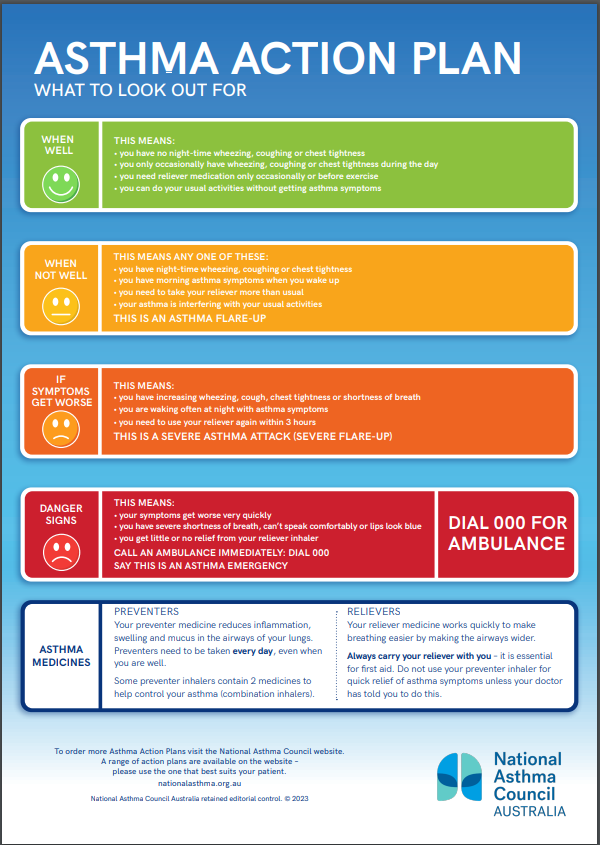 ASTHMA ACTION PLAN
WHAT TO LOOK OUT FOR
WHEN
WELL
THIS MEANS:
• you have no night-time wheezing, coughing or chest tightness
• you only occasionally have wheezing, coughing or chest tightness during the day
• you need reliever medication only occasionally or before exercise
• you can do your usual activities without getting asthma symptoms
WHEN
NOT WELL
THIS MEANS ANY ONE OF THESE:
• you have night-time wheezing, coughing or chest tightness
• you have morning asthma symptoms when you wake up
• you need to take your reliever more than usual
• your asthma is interfering with your usual activities
THIS IS AN ASTHMA FLARE-UP
IF
SYMPTOMS
GET WORSE
THIS MEANS:
• you have increasing wheezing, cough, chest tightness or shortness of breath
• you are waking often at night with asthma symptoms
• you need to use your reliever again within 3 hours
THIS IS A SEVERE ASTHMA ATTACK (SEVERE FLARE-UP)
DANGER
SIGNS
THIS MEANS:
• your symptoms get worse very quickly
• you have severe shortness of breath, can’t speak comfortably or lips look blue
• you get little or no relief from your reliever inhaler
CALL AN AMBULANCE IMMEDIATELY: DIAL 000
SAY THIS IS AN ASTHMA EMERGENCY
DIAL 000 FOR
AMBULANCE
ASTHMA
MEDICINES
PREVENTERS
Your preventer medicine reduces inflammation,
swelling and mucus in the airways of your lungs.
Preventers need to be taken every day, even when
you are well.
Some preventer inhalers contain 2 medicines to
help control your asthma (combination inhalers).
RELIEVERS
Your reliever medicine works quickly to make
breathing easier by making the airways wider.
Always carry your reliever with you – it is essential
for first aid. Do not use your preventer inhaler for
quick relief of asthma symptoms unless your doctor
has told you to do this.
To order more Asthma Action Plans visit the National Asthma Council website.
A range of action plans are available on the website –
please use the one that best suits your patient.
nationalasthma.org.au
National Asthma Council Australia retained editorial control. © 2023
National
Asthma
Council
AUSTRALIA